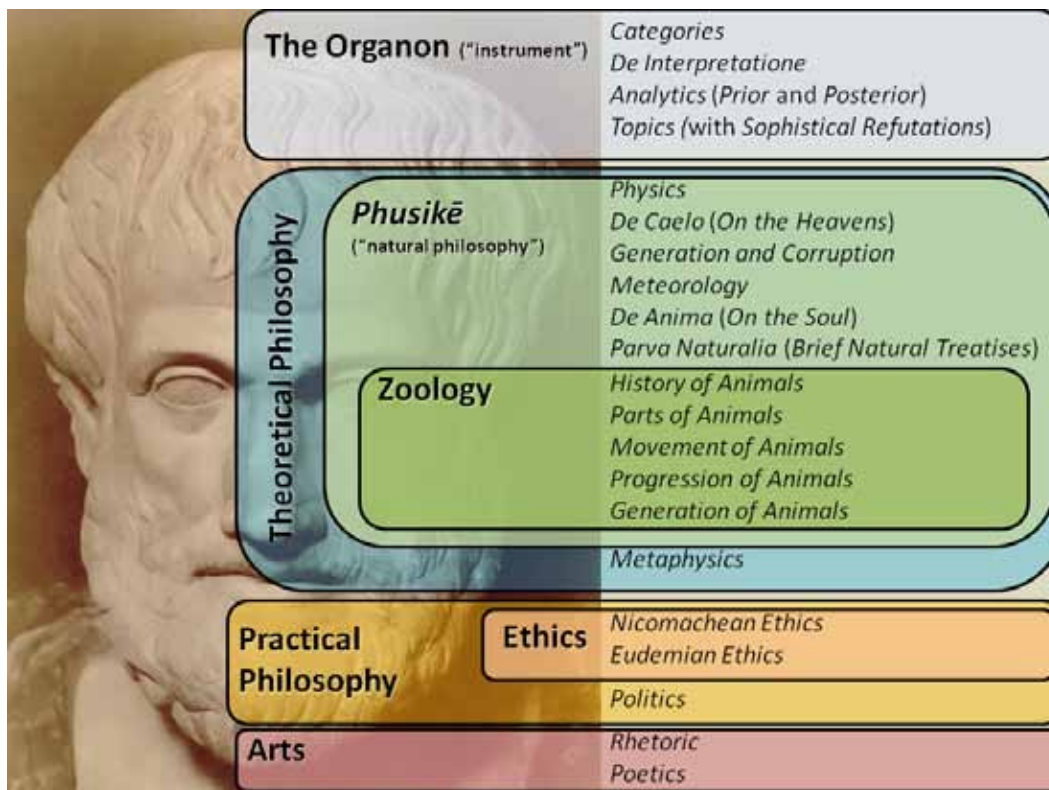 The Organon ("instrument")
Categories
De Interpretatione
Analytics (Prior and Posterior)
Topics (with Sophistical Refutations)
Theoretical Philosophy
Phusikē
("natural philosophy")
Physics
De Caelo (On the Heavens)
Generation and Corruption
Meteorology
De Anima (On the Soul)
Parva Naturalia (Brief Natural Treatises)
Zoology
History of Animals
Parts of Animals
Movement of Animals
Progression of Animals
Generation of Animals
Metaphysics
Practical
Philosophy
Ethics
Nicomachean Ethics
Eudemian Ethics
Politics
Arts
Rhetoric
Poetics